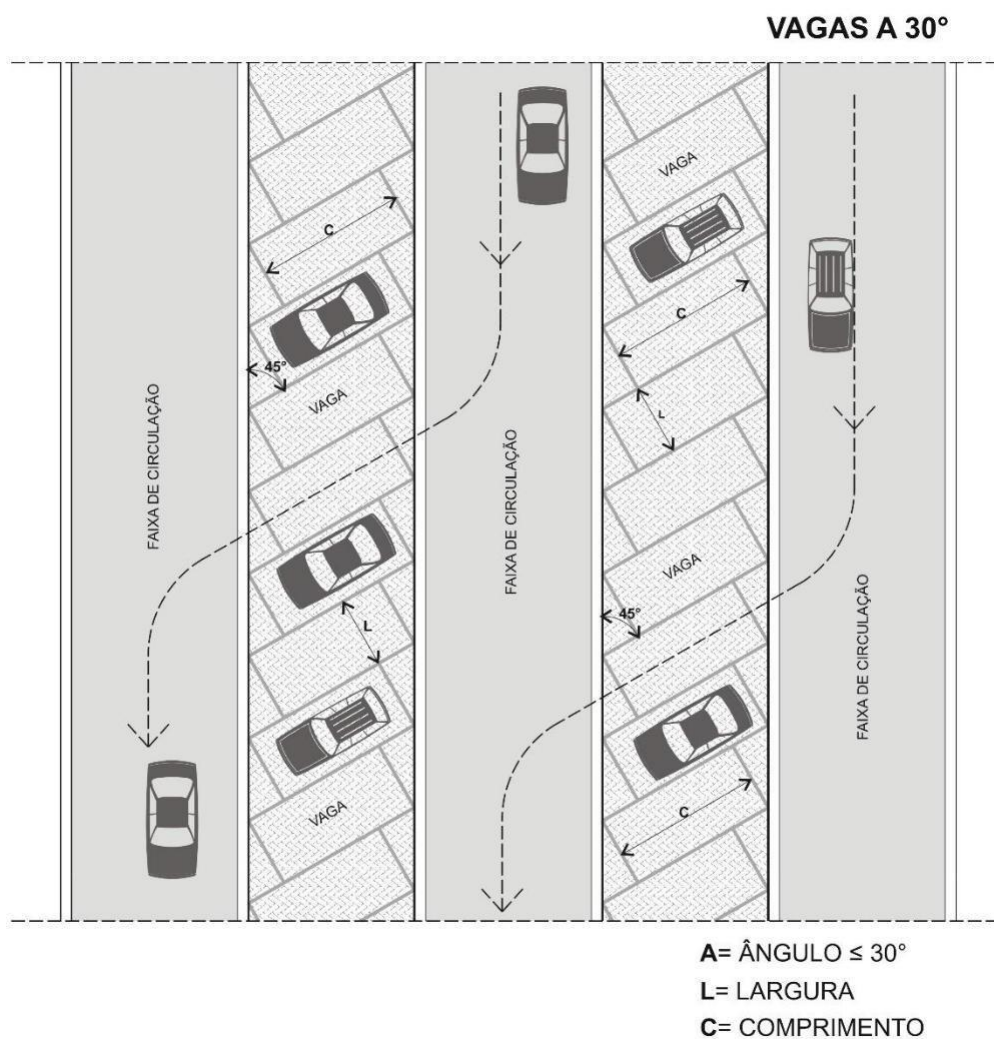 VAGAS A 30°
VAGA
C
C
45°
VAGA
L
FAIXA DE CIRCULAÇÃO
FAIXA DE CIRCULAÇÃO
VAGA
45°
L
FAIXA DE CIRCULAÇÃO
VAGA
C
A= ÂNGULO ≤ 30°
L= LARGURA
C= COMPRIMENTO